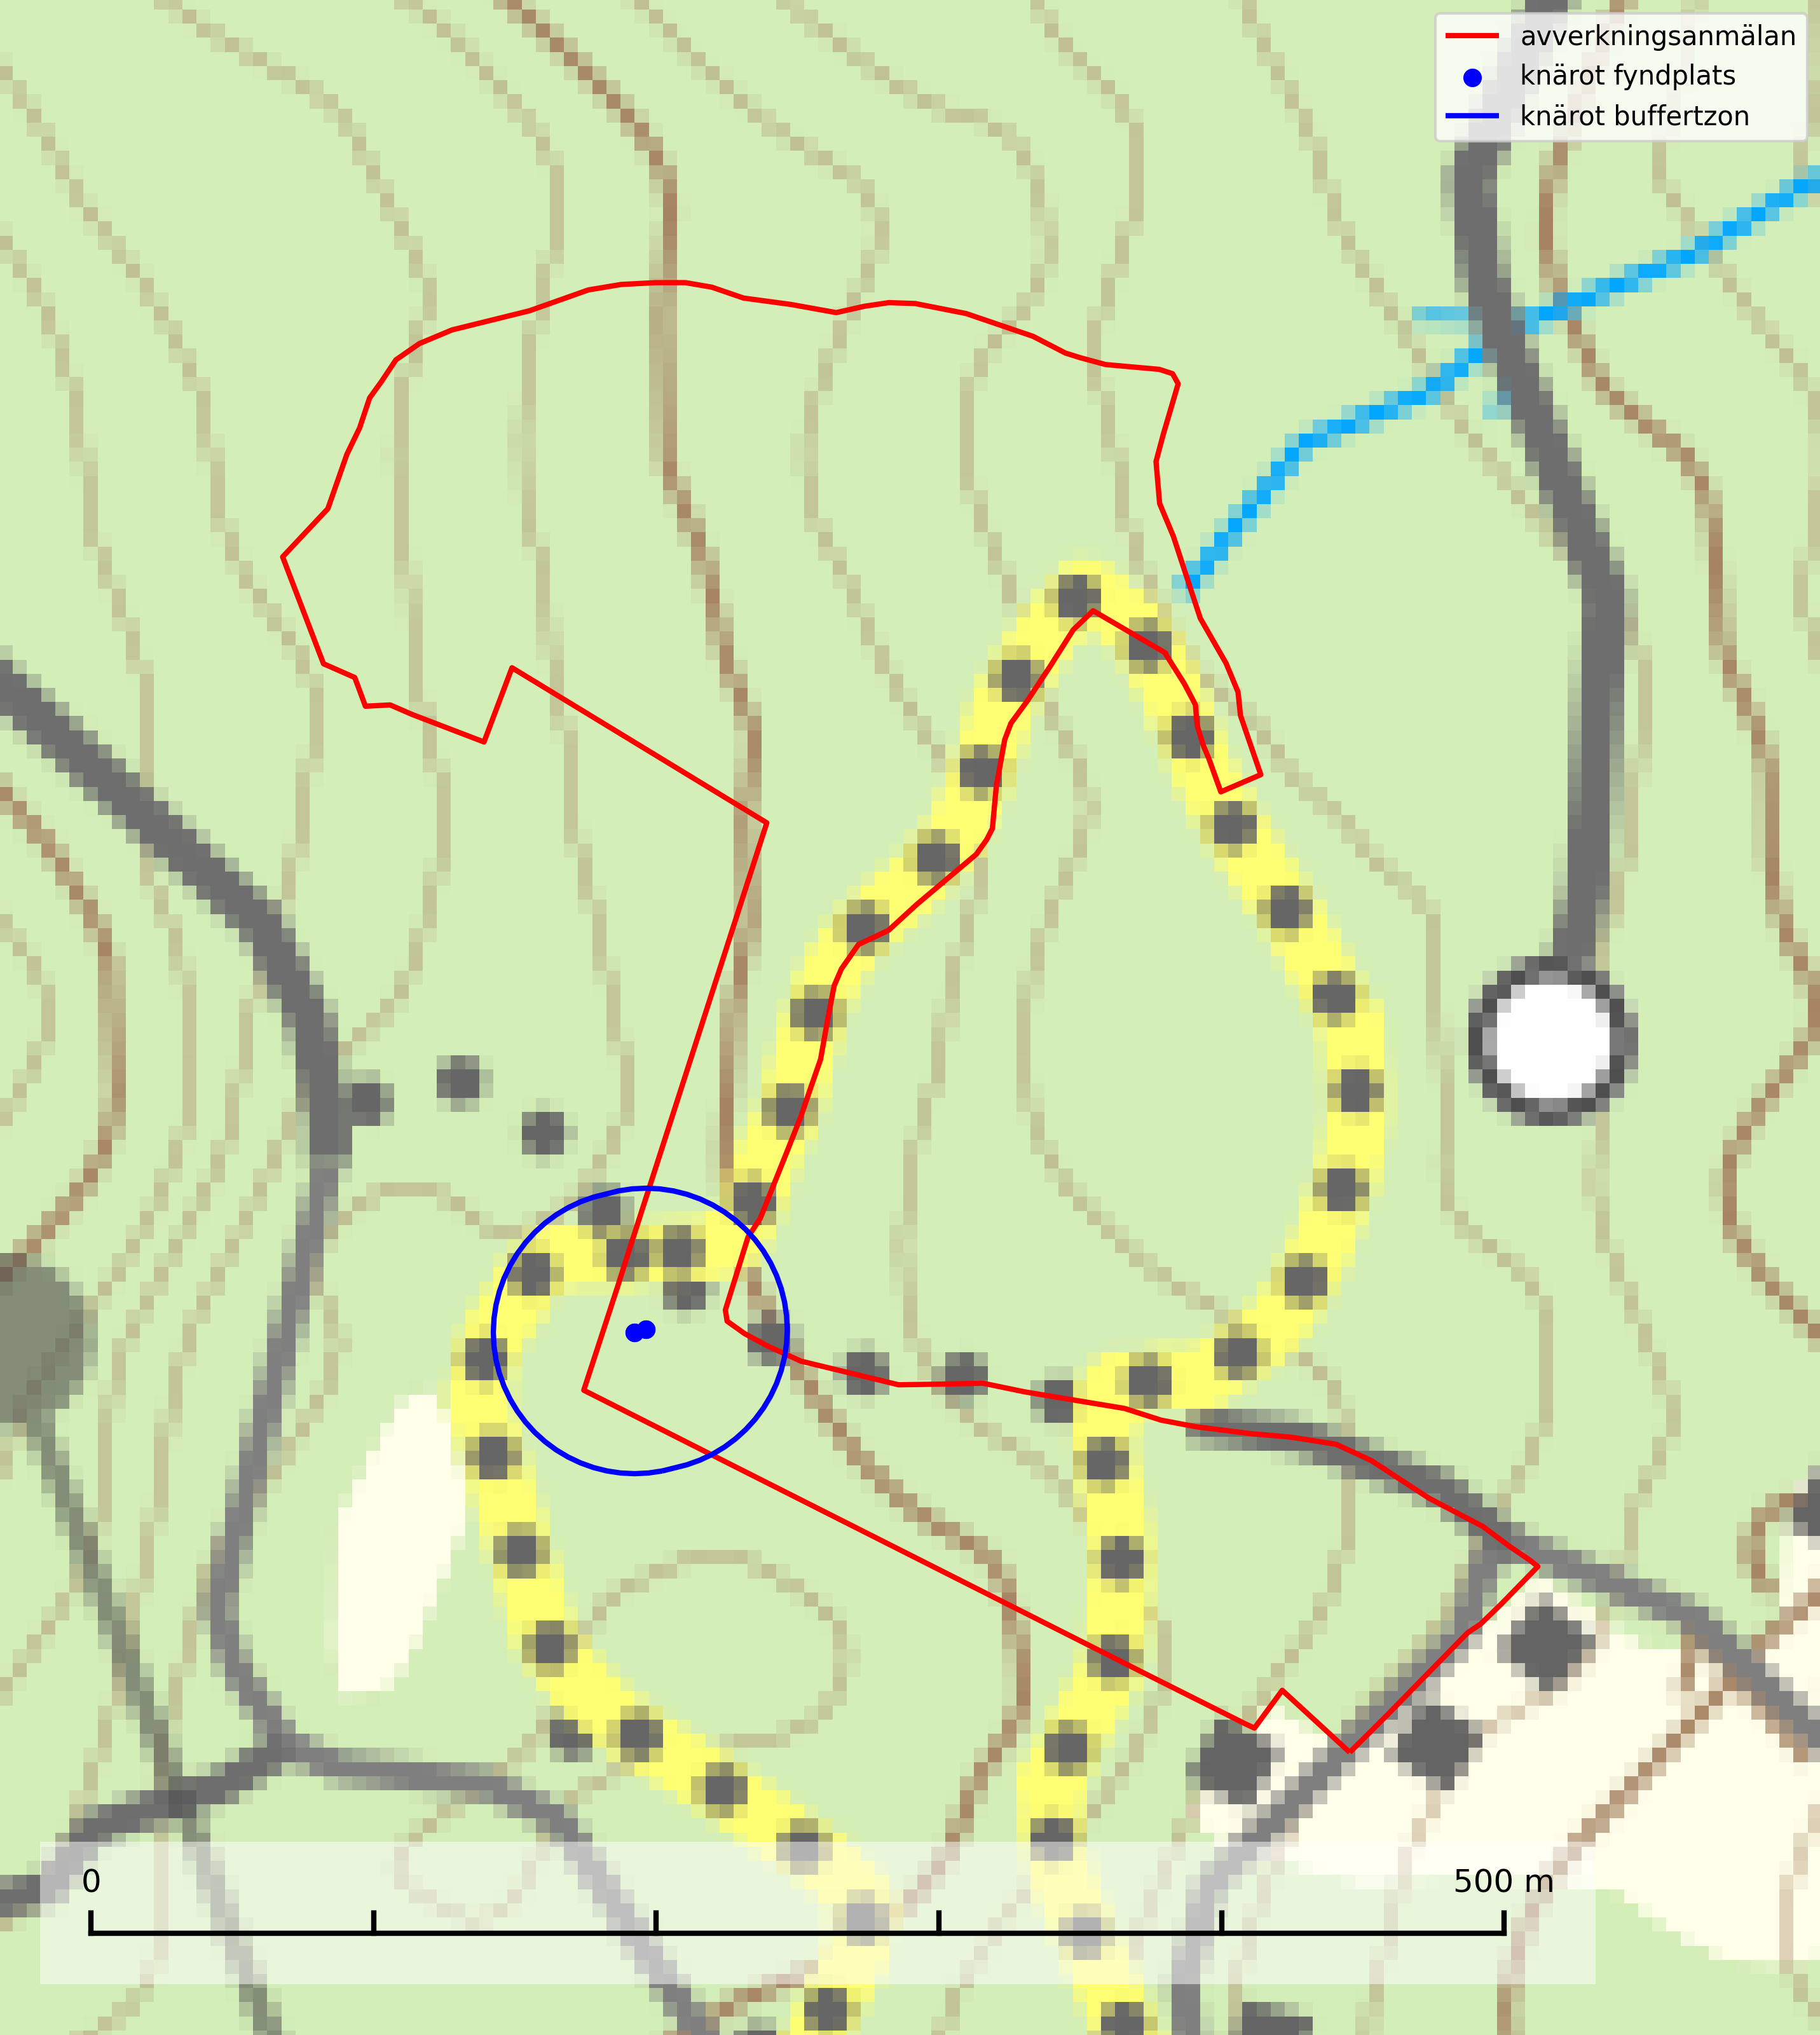 avverkningsanmälan
knärot fyndplats
knärot buffertzon
0
500 m